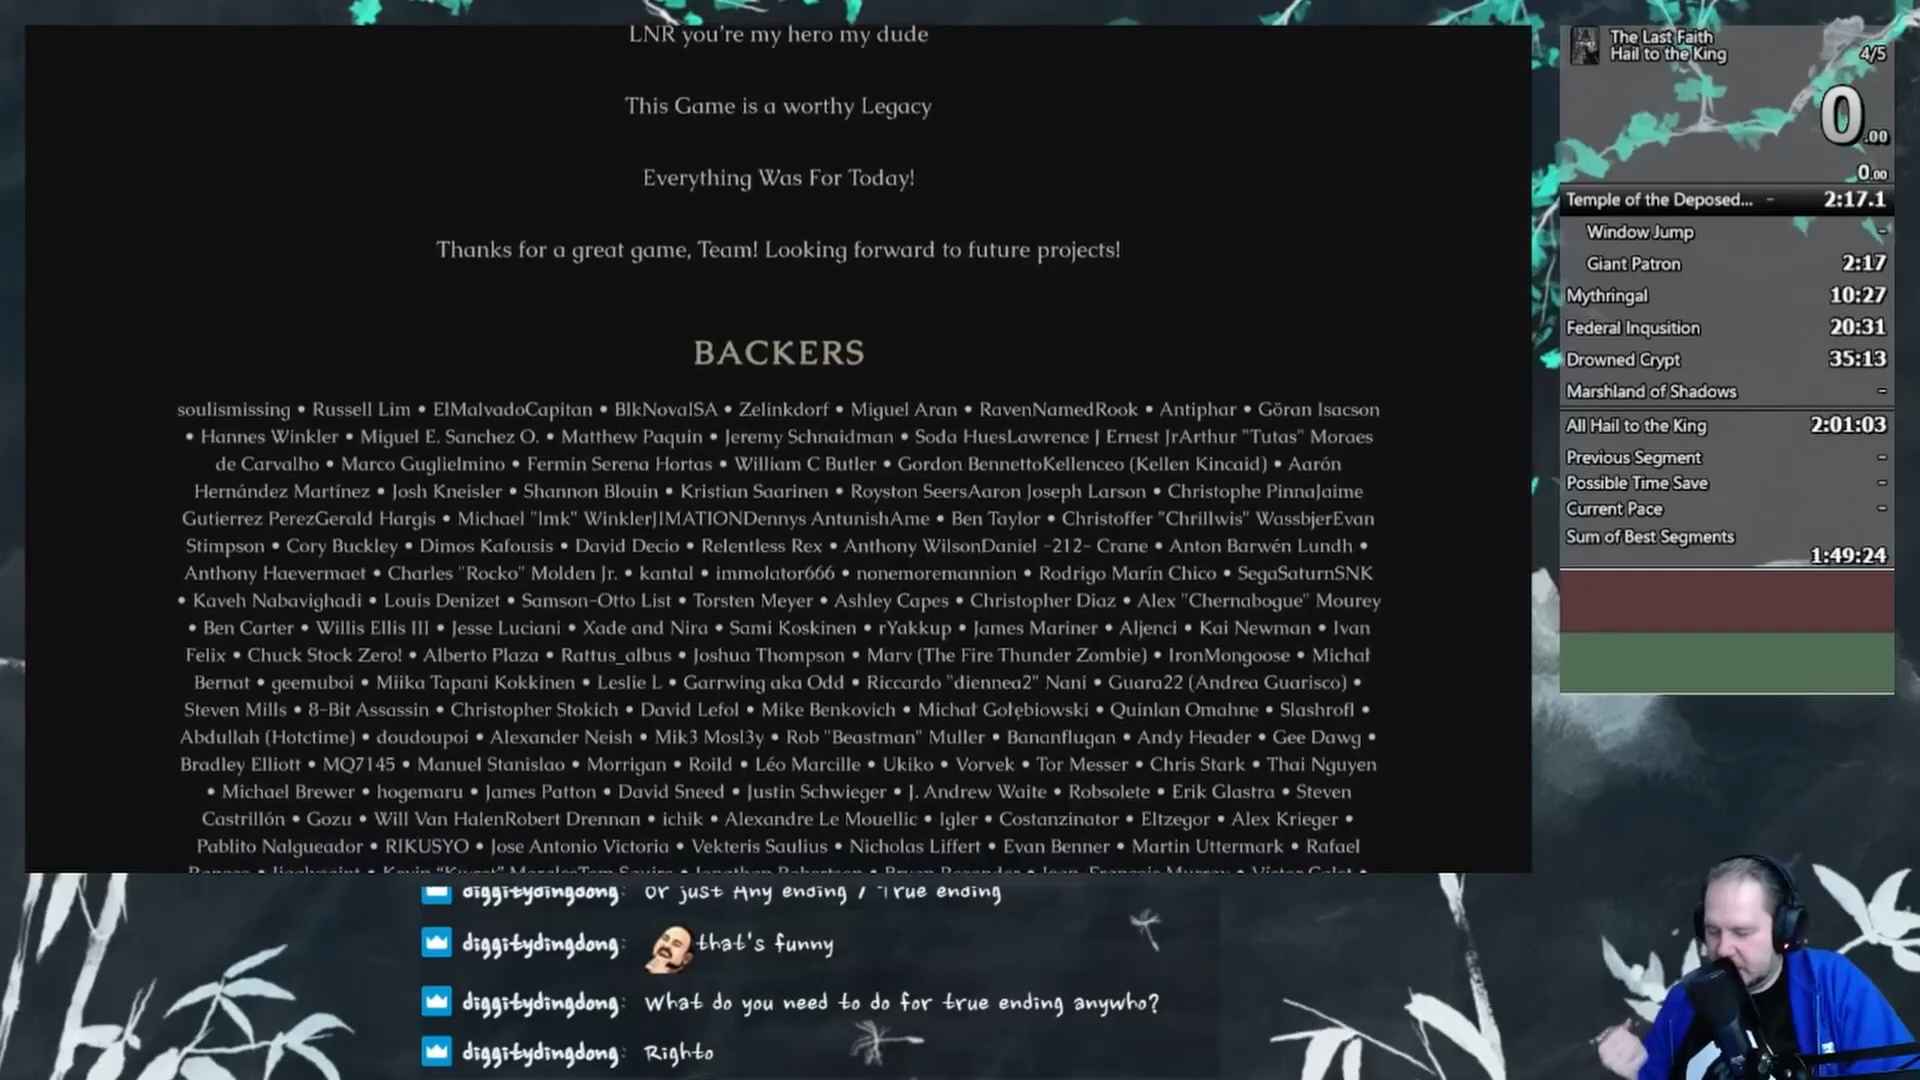 LNR you're my hero my dude
This Game is a worthy Legacy
Everything Was For Today!
Thanks for a great game, Team! Looking forward to future projects!
BACKERS
soulismissing • Russell Lim • ElMalvadoCapitan • BlkNovaISA • Zelinkdorf • Miguel Aran • RavenNamedRook • Antiphar • Göran Isacson
• Hannes Winkler • Miguel E. Sanchez O. • Matthew Paquin • Jeremy Schnaidman • Soda HuesLawrence J Ernest JrArthur "Tutas" Moraes
de Carvalho • Marco Guglielmino • Fermin Serena Hortas • William C Butler • Gordon BennettoKellenceo (Kellen Kincaid) • Aarón
Hernández Martínez • Josh Kneisler • Shannon Blouin • Kristian Saarinen • Royston SeersAaron Joseph Larson • Christophe PinnaJaime
Gutierrez PerezGerald Hargis • Michael "lmk" WinklerJIMATIONDennys AntunishAme • Ben Taylor • Christoffer "Chrillwis" WassbjerEvan
Stimpson • Cory Buckley • Dimos Kafousis • David Decio • Relentless Rex • Anthony WilsonDaniel -212- Crane • Anton Barwén Lundh •
Anthony Haevermaet • Charles "Rocko" Molden Jr. • kantal • immolator666 • nonemoremannion • Rodrigo Marín Chico • SegaSaturnSNK
• Kaveh Nabavighadi • Louis Denizet • Samson-Otto List • Torsten Meyer • Ashley Capes • Christopher Diaz • Alex "Chernabogue" Mourey
• Ben Carter • Willis Ellis III • Jesse Luciani • Xade and Nira • Sami Koskinen • rYakkup • James Mariner • Aljenci • Kai Newman • Ivan
Felix • Chuck Stock Zero! • Alberto Plaza • Rattus_albus • Joshua Thompson • Marv (The Fire Thunder Zombie) • IronMongoose • Michał
Bernat • geemuboi • Miika Tapani Kokkinen • Leslie L • Garrwing aka Odd • Riccardo "diennea2" Nani • Guara22 (Andrea Guarisco) •
Steven Mills • 8-Bit Assassin • Christopher Stokich • David Lefol • Mike Benkovich • Michał Gołębiowski • Quinlan Omahne • Slashrofl •
Abdullah (Hotctime) • doudoupoi • Alexander Neish • Mik3 Mosl3y • Rob "Beastman" Muller • Bananflugan • Andy Header • Gee Dawg •
Bradley Elliott • MQ7145 • Manuel Stanislao • Morrigan • Roild • Léo Marcille • Ukiko • Vorvek • Tor Messer • Chris Stark • Thai Nguyen
• Michael Brewer • hogemaru • James Patton • David Sneed • Justin Schwieger • J. Andrew Waite • Robsolete • Erik Glastra • Steven
Castrillón • Gozu • Will Van HalenRobert Drennan • ichik • Alexandre Le Mouellic • Igler • Costanzinator • Eltzegor • Alex Krieger •
Pablito Nalgueador • RIKUSYO • Jose Antonio Victoria • Vekteris Saulius • Nicholas Liffert • Evan Benner • Martin Uttermark • Rafael
diggitydingdong: Or just Any ending / True ending
diggitydingdong: that's funny
diggitydingdong: What do you need to do for true ending anywho?
diggitydingdong: Righto
The Last Faith
Hail to the King
4/5
0.00
0.00
Temple of the Deposed... - 2:17.1
Window Jump -
Giant Patron 2:17
Mythringal 10:27
Federal Inqusition 20:31
Drowned Crypt 35:13
Marshland of Shadows -
All Hail to the King 2:01:03
Previous Segment -
Possible Time Save -
Current Pace -
Sum of Best Segments
1:49:24